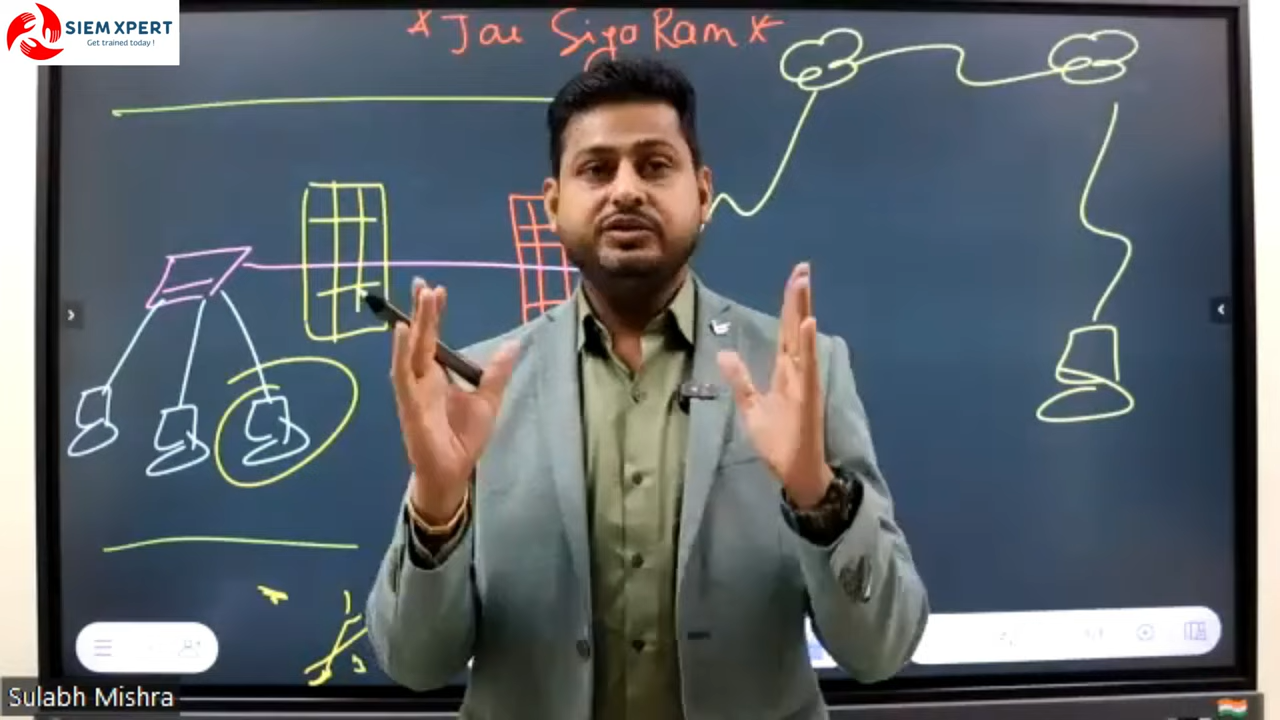 SIEM XPERT
Get trained today !
* Jai Siya Ram *
Sulabh Mishra